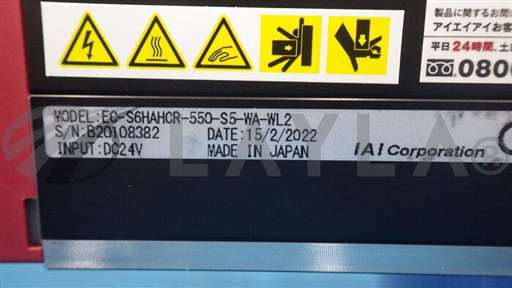 製品に関するお問
アイエイアイお客
平日24時間、土
0800
MODEL:EC-S6HAHCR-550-S5-WA-WL2
S/N:B20108382 DATE:15/2/2022
INPUT:DC24V MADE IN JAPAN IAI Corporation
LAYLA